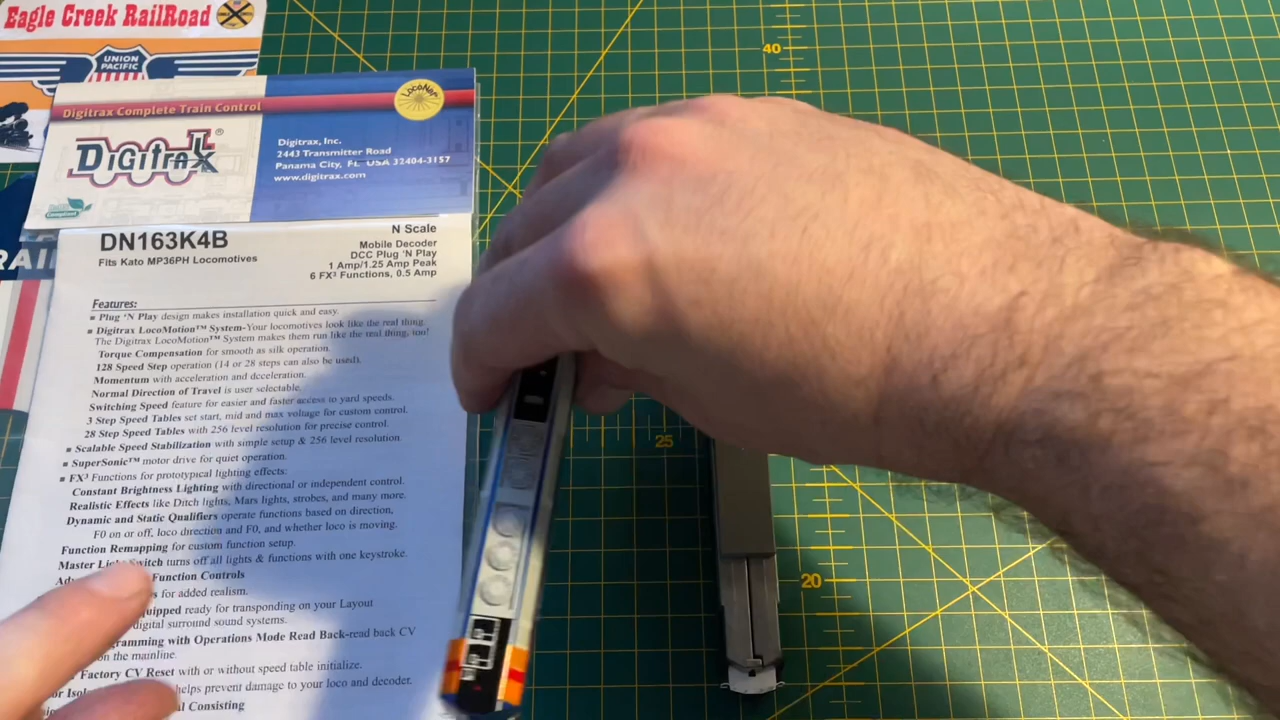 Eagle Creek RailRoad
UNION
PACIFIC
Digitrax Complete Train Control
LocoNet
Digitrax®
Digitrax, Inc.
2443 Transmitter Road
Panama City, FL USA 32404-3157
www.digitrax.com
RAI
DN163K4B
Fits Kato MP36PH Locomotives
N Scale
Mobile Decoder
DCC Plug 'N Play
1 Amp/1.25 Amp Peak
6 FX³ Functions, 0.5 Amp
Features:
Plug 'N Play design makes installation quick and easy.
Digitrax LocoMotion™ System-Your locomotives look like the real thing.
The Digitrax LocoMotion™ System makes them run like the real thing, too!
Torque Compensation for smooth as silk operation.
128 Speed Step operation (14 or 28 steps can also be used).
Momentum with acceleration and deceleration.
Normal Direction of Travel is user selectable.
Switching Speed feature for easier and faster access to yard speeds.
3 Step Speed Tables set start, mid and max voltage for custom control.
28 Speed Tables with 256 level resolution for precise control.
Scalable Speed Stabilization with simple setup & 256 level resolution.
SuperSonic™ motor drive for quiet operation.
FX³ Functions for prototypical lighting effects:
Constant Brightness Lighting with directional or independent control.
Realistic Effects like Ditch lights, Mars lights, strobes, and many more.
Dynamic and Static Qualifiers operate functions based on direction,
F0 on or off, loco direction and F0, and whether loco is moving.
Function Remapping for custom function setup.
Master Light Switch turns off all lights & functions with one keystroke.
Function Controls
for added realism.
quipped ready for transponding on your Layout
digital surround sound systems.
gramming with Operations Mode Read Back-read back CV
on the mainline.
Factory CV Reset with or without speed table initialize.
helps prevent damage to your loco and decoder.
Consisting
40
25
20